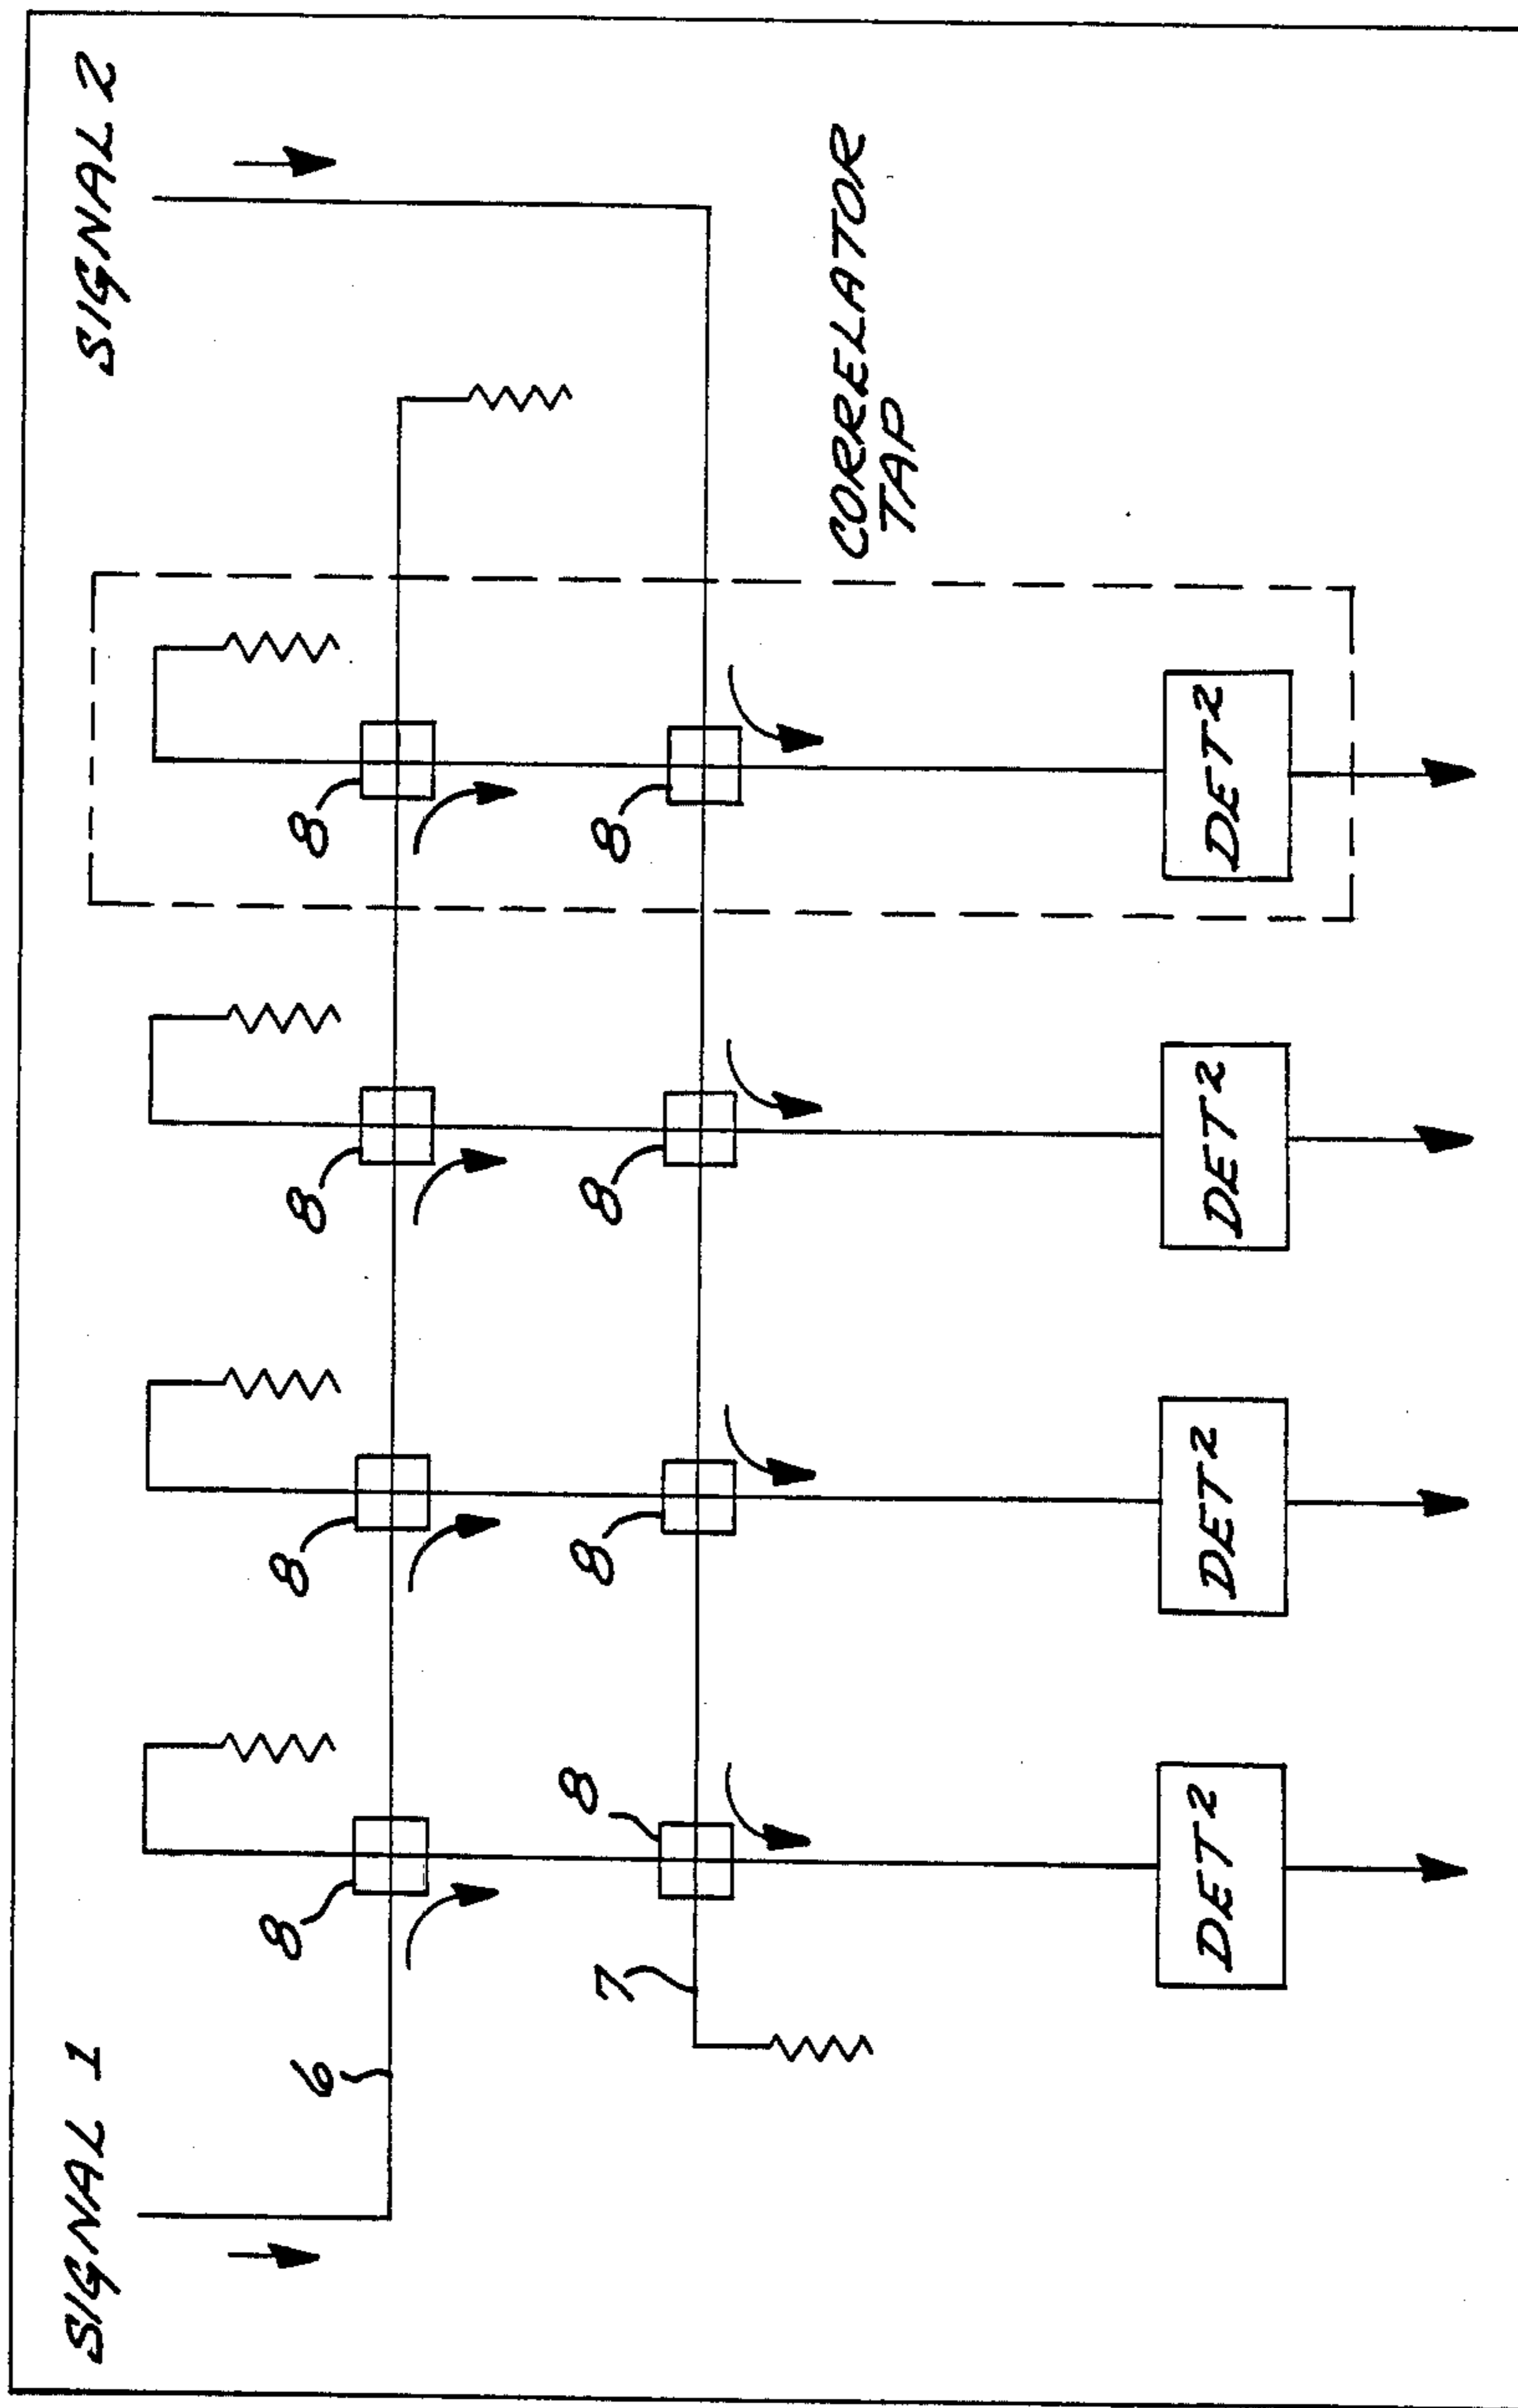 SIGNAL 1
SIGNAL 2
6
8
8
8
8
7
8
8
8
8
CORRELATOR
TAP
DET²
DET²
DET²
DET²